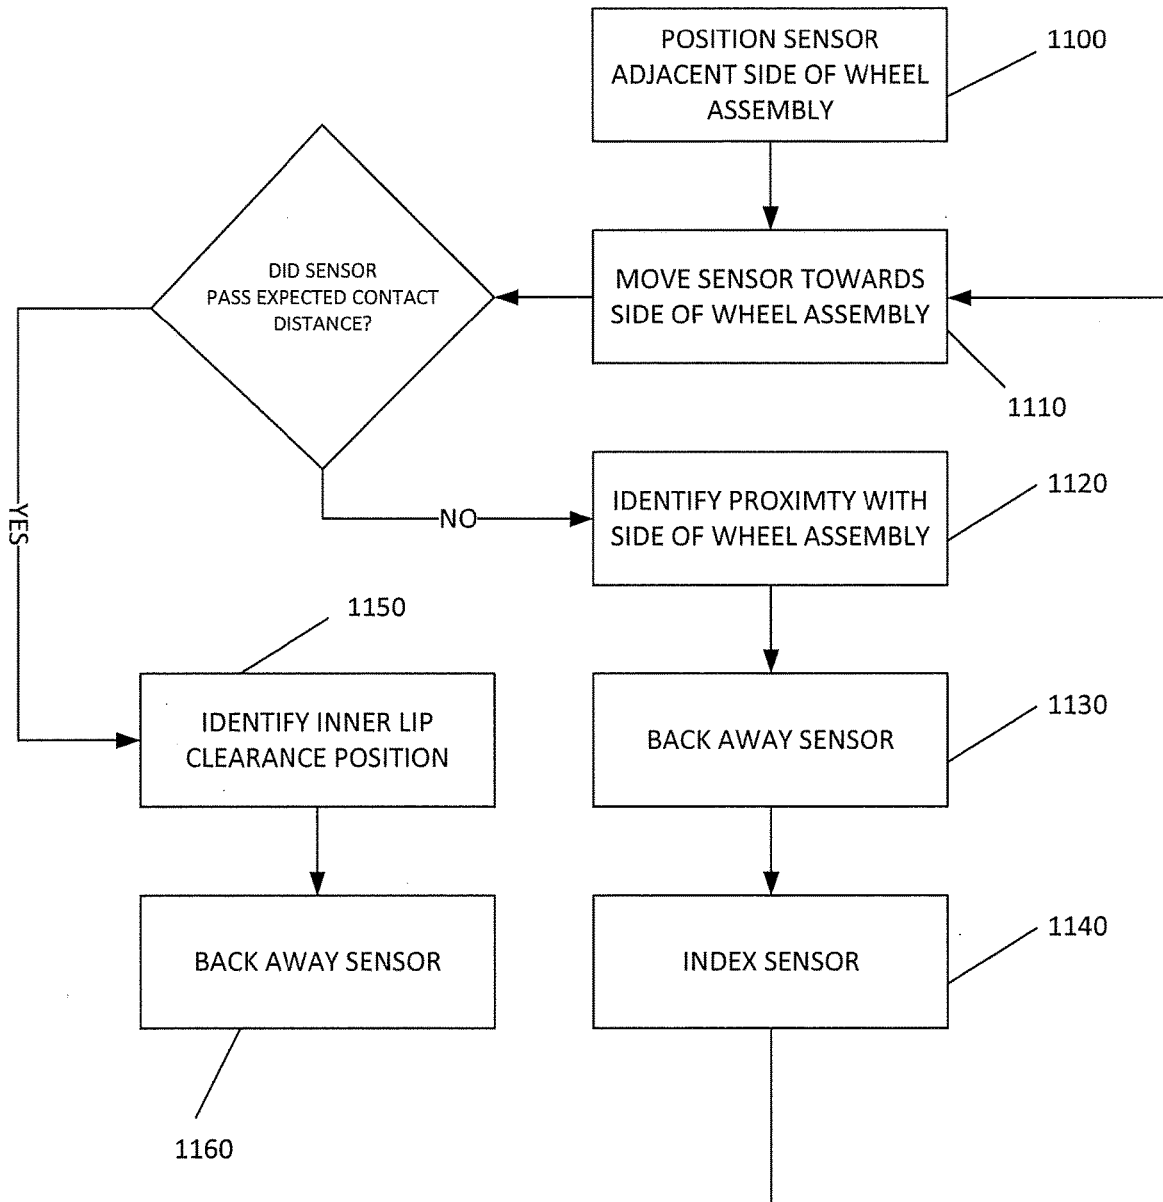 POSITION SENSOR
ADJACENT SIDE OF WHEEL
ASSEMBLY
1100
MOVE SENSOR TOWARDS
SIDE OF WHEEL ASSEMBLY
1110
DID SENSOR
PASS EXPECTED CONTACT
DISTANCE?
NO
YES
IDENTIFY PROXIMTY WITH
SIDE OF WHEEL ASSEMBLY
1120
BACK AWAY SENSOR
1130
INDEX SENSOR
1140
1150
IDENTIFY INNER LIP
CLEARANCE POSITION
BACK AWAY SENSOR
1160